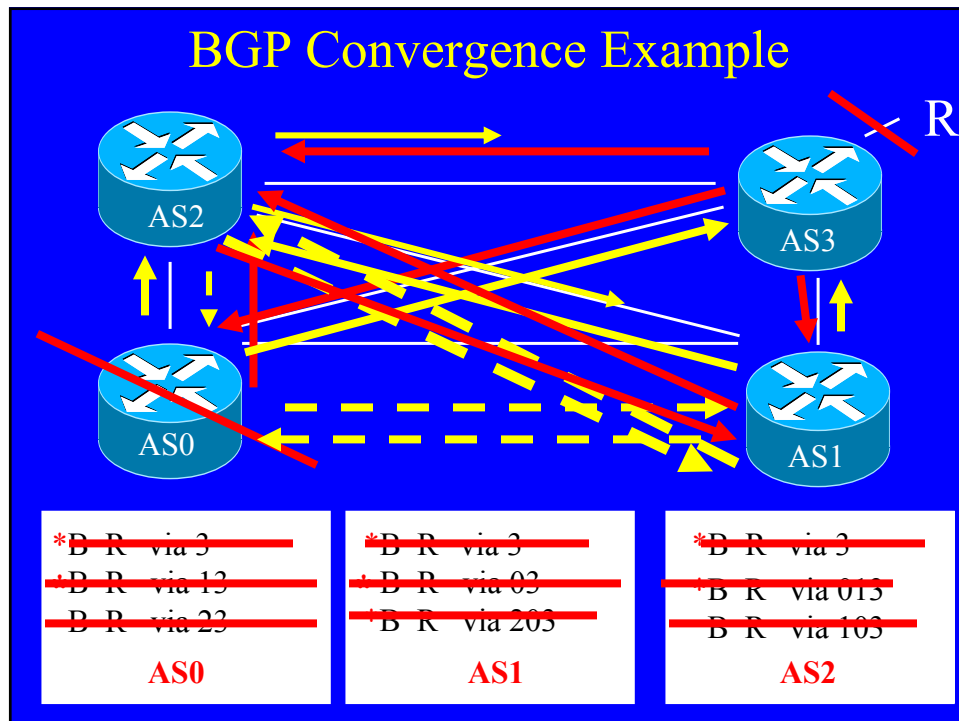 BGP Convergence Example
R
AS2
AS3
AS0
AS1
*B R via 3
*B R via 13
B R via 23
AS0
*B R via 3
*B R via 03
*B R via 203
AS1
*B R via 3
*B R via 013
B R via 103
AS2